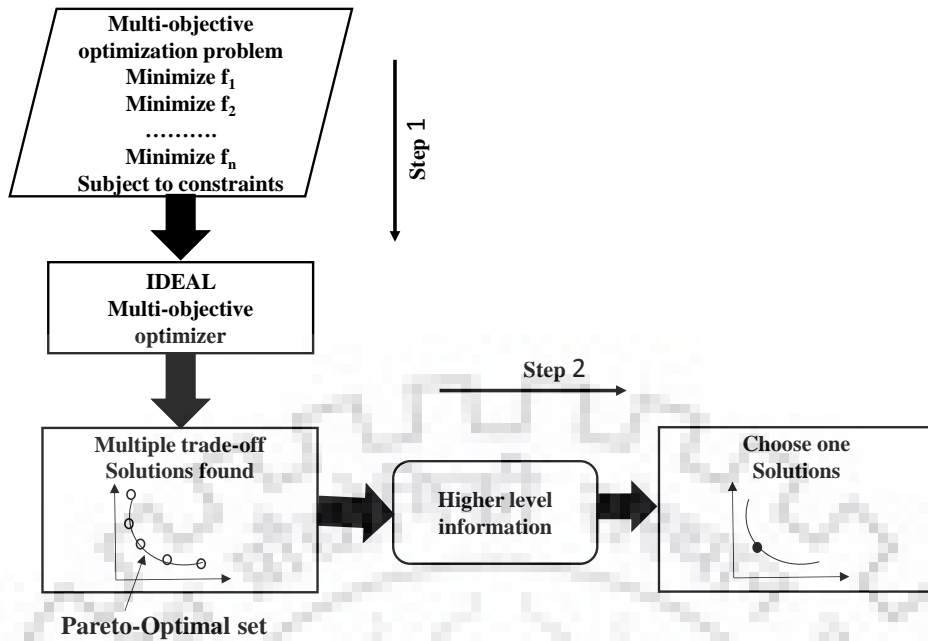 Multi-objective
optimization problem
Minimize f₁
Minimize f₂
……….
Minimize fₙ
Subject to constraints
Step 1
IDEAL
Multi-objective
optimizer
Step 2
Multiple trade-off
Solutions found
Pareto-Optimal set
Higher level
information
Choose one
Solutions